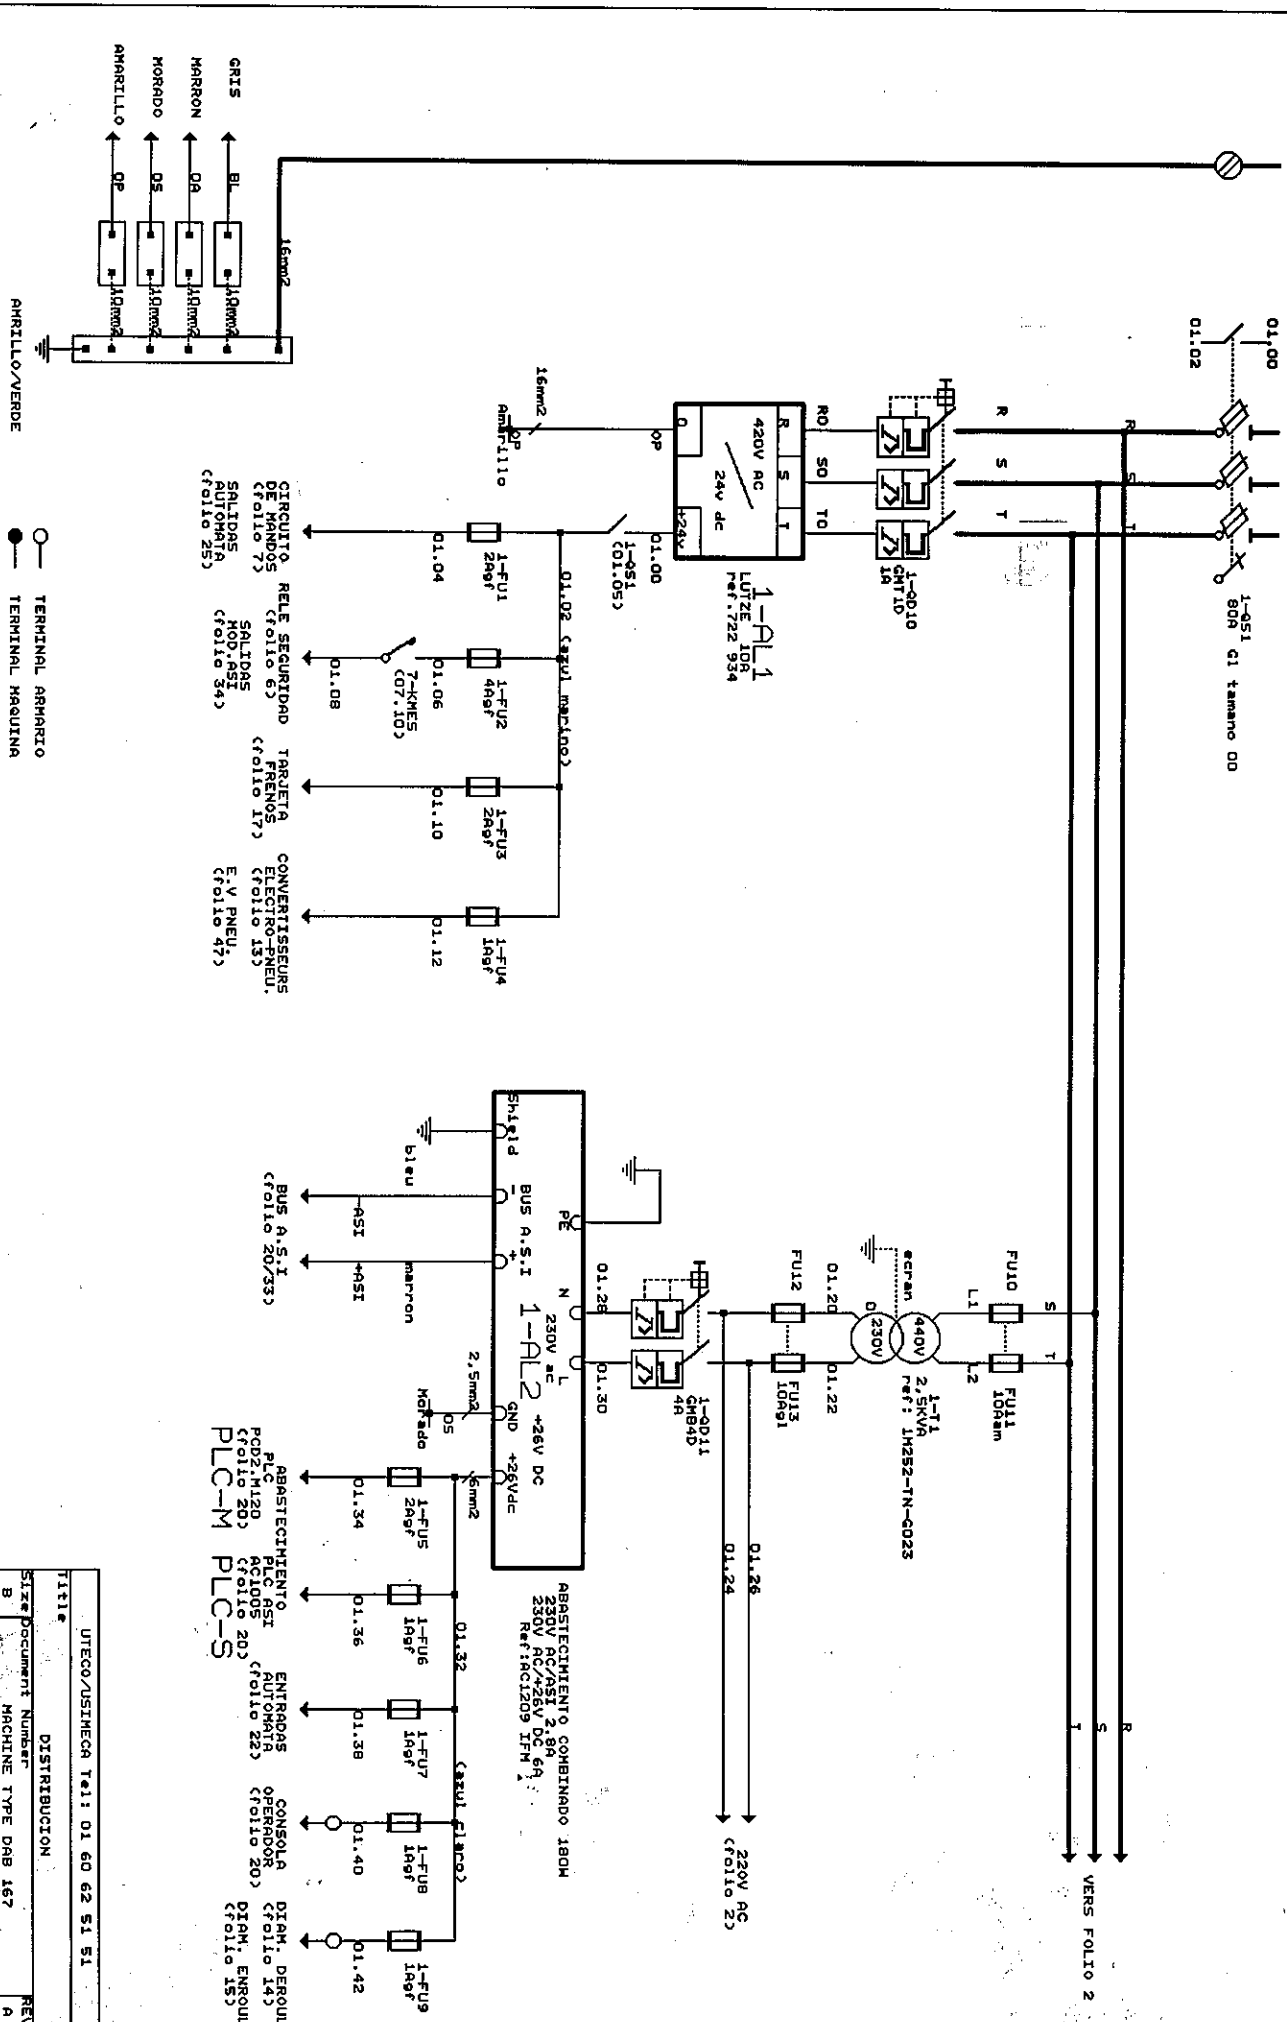 01.00
01.02
1-QS1
80A Gl tamano 00
R
S
T
R
S
T
1-QD10
GMT1D
1A
R0
S0
T0
R
S
T
420V AC
24v dc
0
+24V
1-AL1
LUTZE 10A
ref.722 934
0P
16mm2
0P
Amarillo
01.00
1-QS1
(01.05)
01.02 (azul marino)
1-FU1
2Agf
1-FU2
4Agf
1-FU3
2Agf
1-FU4
1Agf
01.04
01.06
01.10
01.12
7-KMES
(07.10)
01.08
CIRCUITO
DE MANDOS
(folio 7)
SALIDAS
AUTOMATA
(folio 25)
RELE SEGURIDAD
(folio 6)
SALIDAS
MOD.ASI
(folio 34)
TARJETA
FRENOS
(folio 17)
CONVERTISSEURS
ELECTRO-PNEU.
(folio 13)
E.V PNEU.
(folio 47)
GRIS
MARRON
MORADO
AMARILLO
BL
0A
0S
0P
16mm2
10mm2
10mm2
10mm2
10mm2
AMRILLO/VERDE
TERMINAL ARMARIO
TERMINAL MAQUINA
R
S
T
VERS FOLIO 2
S
T
FU10
FU11
10Aam
L1
L2
ecran
440V
230V
0
1-T1
2,5KVA
ref: 1M252-TN-G023
01.20
01.22
FU12
FU13
10Agl
01.26
01.24
220V AC
(folio 2)
1-QD11
GMB4D
4A
01.28
01.30
PE
N
L
230V ac
Shield
-
BUS A.S.I
+
1-AL2
+26V DC
GND
+26Vdc
ABASTECIMIENTO COMBINADO 180W
230V AC/ASI 2.8A
230V AC/+26V DC 6A
Ref:AC1209 IFM
bleu
marron
-ASI
+ASI
BUS A.S.I
(folio 20/33)
2,5mm2
0S
Morado
6mm2
01.32
(azul claro)
1-FU5
2Agf
1-FU6
1Agf
1-FU7
1Agf
1-FU8
1Agf
1-FU9
1Agf
01.34
01.36
01.38
01.40
01.42
ABASTECIMIENTO
PLC
PCD2.M120
(folio 20)
PLC-M
PLC ASI
AC1005
(folio 20)
PLC-S
ENTRADAS
AUTOMATA
(folio 22)
CONSOLA
OPERADOR
(folio 20)
DIAM. DEROUL
(folio 14)
DIAM. ENROUL
(folio 15)
UTECO/USIMECA Tel: 01 60 62 51 51
Title
DISTRIBUCION
Size Document Number
REV
B
MACHINE TYPE DAB 167
A